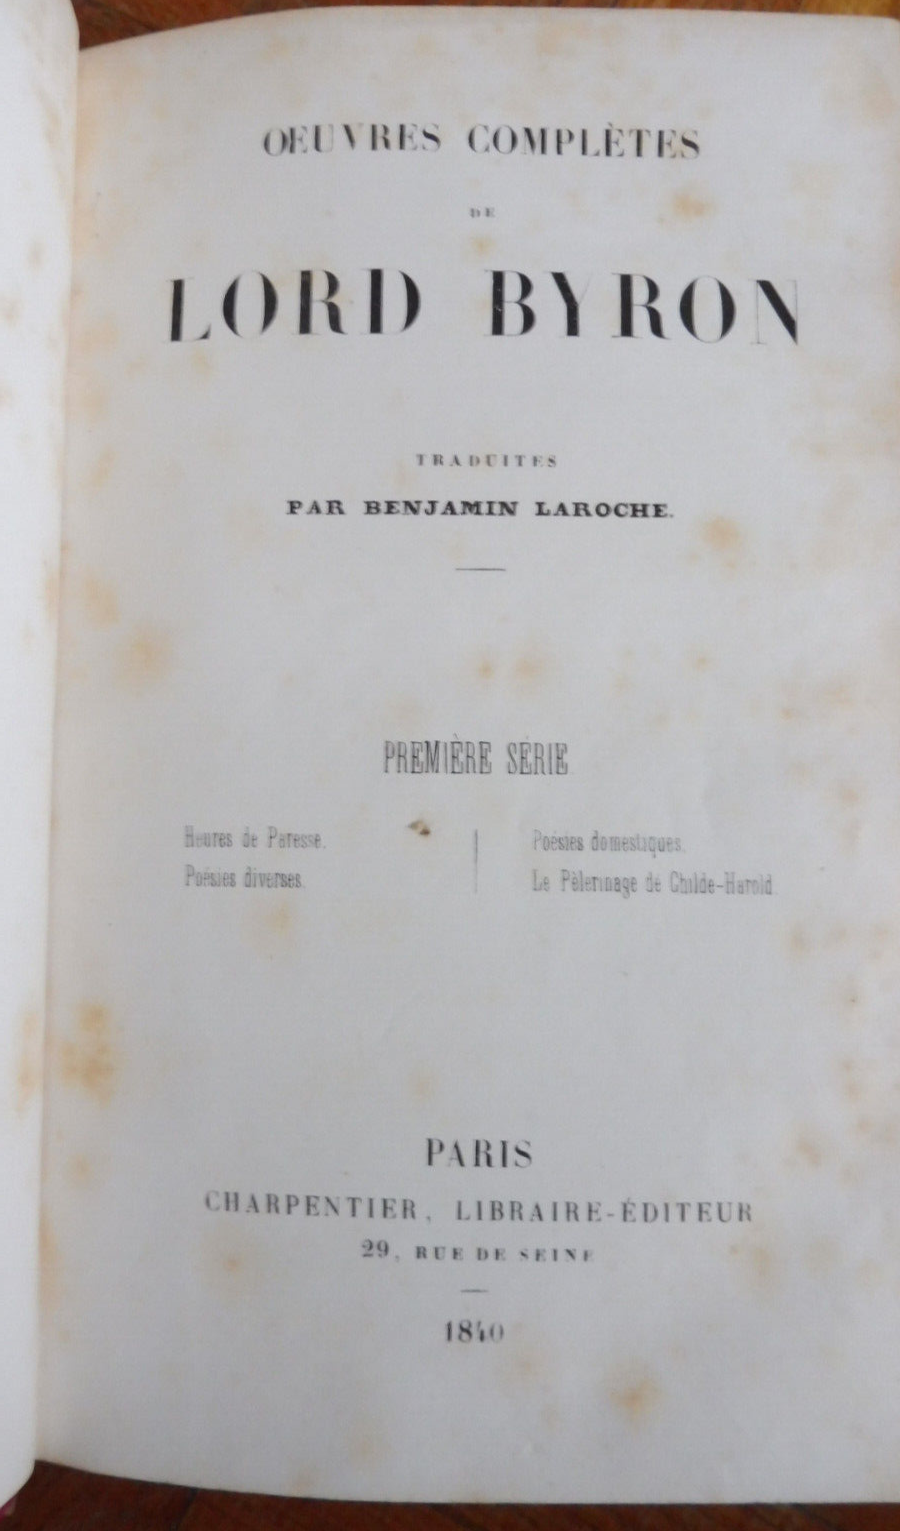 OEUVRES COMPLÈTES
DE
LORD BYRON
TRADUITES
PAR BENJAMIN LAROCHE.
PREMIÈRE SÉRIE
Heures de Paresse.
Poésies diverses.
Poésies domestiques.
Le Pèlerinage de Childe-Harold.
PARIS
CHARPENTIER, LIBRAIRE-ÉDITEUR
29, RUE DE SEINE
1840